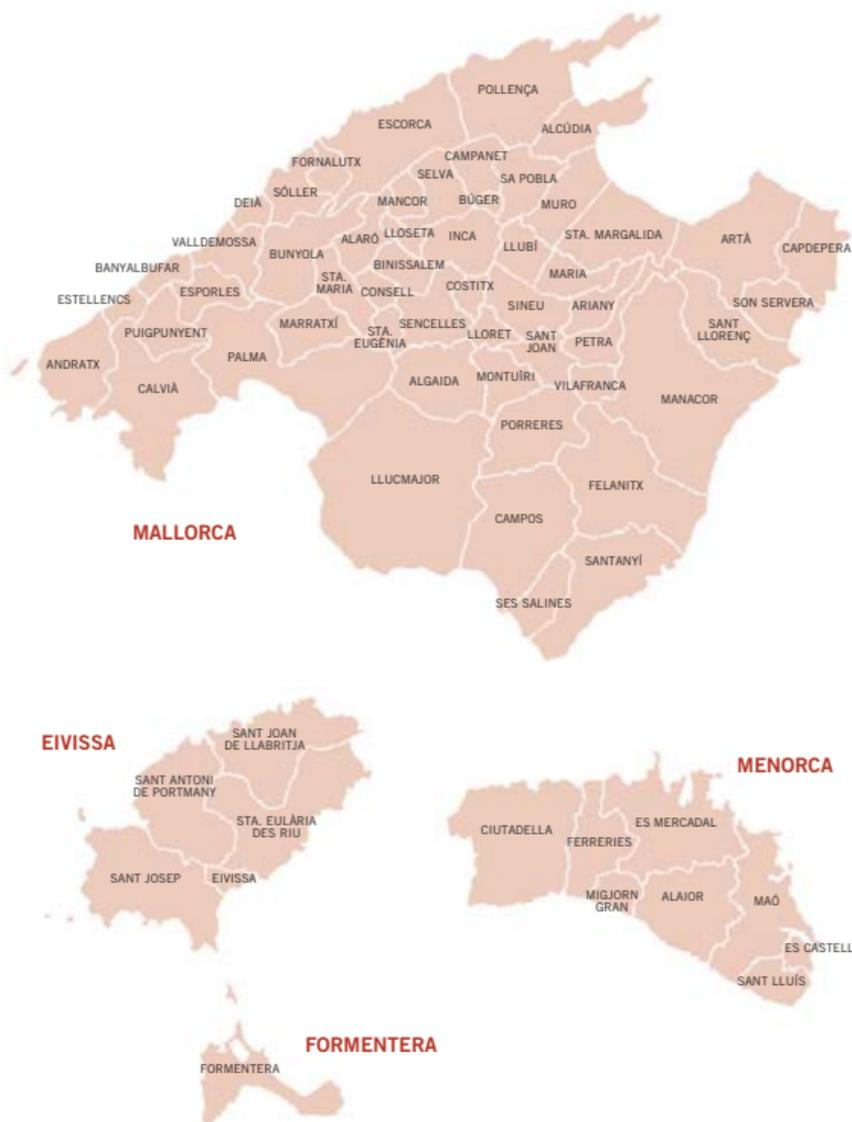 POLLENÇA
ESCORCA
ALCÚDIA
CAMPANET
FORNALUTX
SELVA
SA POBLA
SÓLLER
DEIÀ
MANCOR
BÚGER
MURO
VALLDEMOSSA
ALARÓ
LLOSETA
INCA
LLUBÍ
STA. MARGALIDA
ARTÀ
CAPDEPERA
BUNYOLA
BANYALBUFAR
BINISSALEM
MARIA
STA.
MARIA
CONSELL
COSTITX
ESTELLENCS
ESPORLES
SINEU
ARIANY
SON SERVERA
PUIGPUNYENT
MARRATXÍ
STA.
EUGÈNIA
SENCELLES
LLORET
SANT
JOAN
PETRA
SANT
LLORENÇ
ANDRATX
PALMA
CALVIÀ
ALGAIDA
MONTUÏRI
VILAFRANCA
MANACOR
PORRERES
LLUCMAJOR
FELANITX
CAMPOS
MALLORCA
SANTANYÍ
SES SALINES
EIVISSA
SANT JOAN
DE LLABRITJA
SANT ANTONI
DE PORTMANY
STA. EULÀRIA
DES RIU
SANT JOSEP
EIVISSA
MENORCA
CIUTADELLA
ES MERCADAL
FERRERIES
MIGJORN
GRAN
ALAIOR
MAÓ
ES CASTELL
SANT LLUÍS
FORMENTERA
FORMENTERA